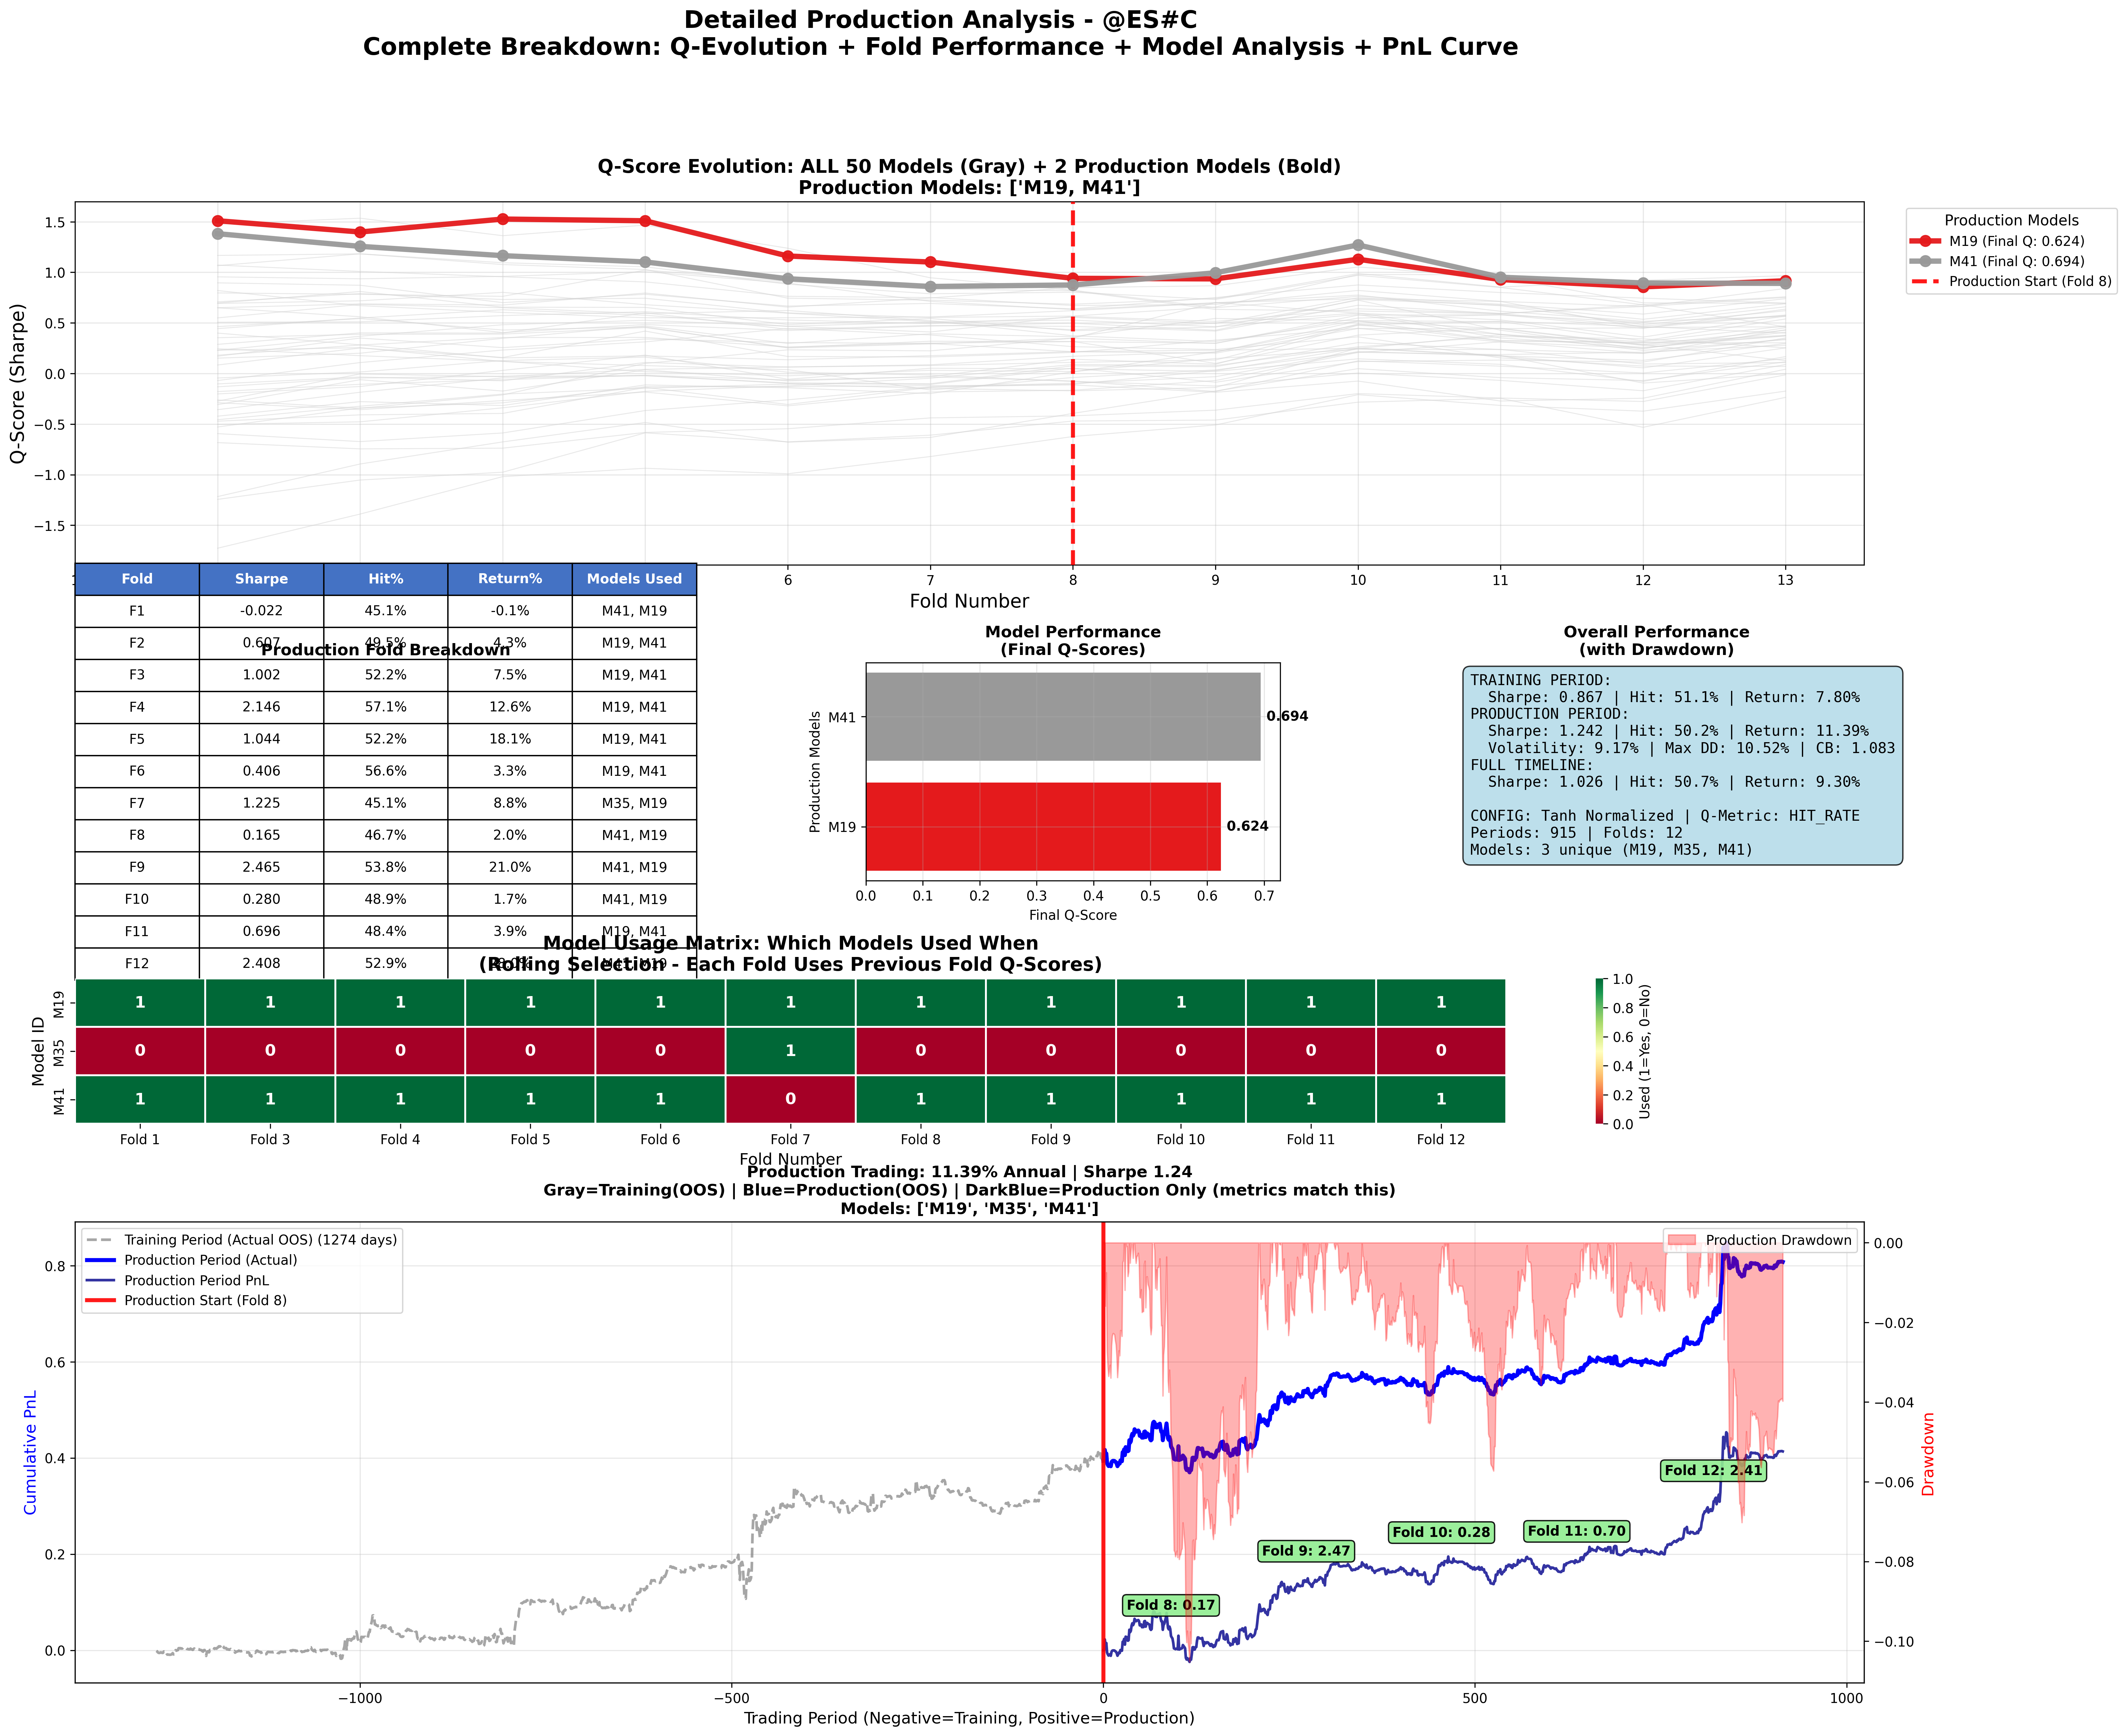 Detailed Production Analysis - @ES#C
Complete Breakdown: Q-Evolution + Fold Performance + Model Analysis + PnL Curve
Q-Score Evolution: ALL 50 Models (Gray) + 2 Production Models (Bold)
Production Models: ['M19, M41']
Q-Score (Sharpe)
1.5
1.0
0.5
0.0
−0.5
−1.0
−1.5
6 7 8 9 10 11 12 13
Fold Number
Production Models
M19 (Final Q: 0.624)
M41 (Final Q: 0.694)
Production Start (Fold 8)
Fold Sharpe Hit% Return% Models Used
F1 -0.022 45.1% -0.1% M41, M19
F2 0.607 49.5% 4.3% M19, M41
Production Fold Breakdown
F3 1.002 52.2% 7.5% M19, M41
F4 2.146 57.1% 12.6% M19, M41
F5 1.044 52.2% 18.1% M19, M41
F6 0.406 56.6% 3.3% M19, M41
F7 1.225 45.1% 8.8% M35, M19
F8 0.165 46.7% 2.0% M41, M19
F9 2.465 53.8% 21.0% M41, M19
F10 0.280 48.9% 1.7% M41, M19
F11 0.696 48.4% 3.9% M19, M41
F12 2.408 52.9%
Model Performance
(Final Q-Scores)
Production Models
M41
0.694
M19
0.624
0.0 0.1 0.2 0.3 0.4 0.5 0.6 0.7
Final Q-Score
Overall Performance
(with Drawdown)
TRAINING PERIOD:
Sharpe: 0.867 | Hit: 51.1% | Return: 7.80%
PRODUCTION PERIOD:
Sharpe: 1.242 | Hit: 50.2% | Return: 11.39%
Volatility: 9.17% | Max DD: 10.52% | CB: 1.083
FULL TIMELINE:
Sharpe: 1.026 | Hit: 50.7% | Return: 9.30%
CONFIG: Tanh Normalized | Q-Metric: HIT_RATE
Periods: 915 | Folds: 12
Models: 3 unique (M19, M35, M41)
Model Usage Matrix: Which Models Used When
(Rolling Selection - Each Fold Uses Previous Fold Q-Scores)
Model ID
M19 1 1 1 1 1 1 1 1 1 1 1
M35 0 0 0 0 0 1 0 0 0 0 0
M41 1 1 1 1 1 0 1 1 1 1 1
Fold 1 Fold 3 Fold 4 Fold 5 Fold 6 Fold 7 Fold 8 Fold 9 Fold 10 Fold 11 Fold 12
Fold Number
1.0
0.8
0.6
0.4
0.2
0.0
Used (1=Yes, 0=No)
Production Trading: 11.39% Annual | Sharpe 1.24
Gray=Training(OOS) | Blue=Production(OOS) | DarkBlue=Production Only (metrics match this)
Models: ['M19', 'M35', 'M41']
Training Period (Actual OOS) (1274 days)
Production Period (Actual)
Production Period PnL
Production Start (Fold 8)
Production Drawdown
Cumulative PnL
0.8
0.6
0.4
0.2
0.0
Fold 8: 0.17
Fold 9: 2.47
Fold 10: 0.28
Fold 11: 0.70
Fold 12: 2.41
0.00
−0.02
−0.04
−0.06
−0.08
−0.10
Drawdown
−1000 −500 0 500 1000
Trading Period (Negative=Training, Positive=Production)